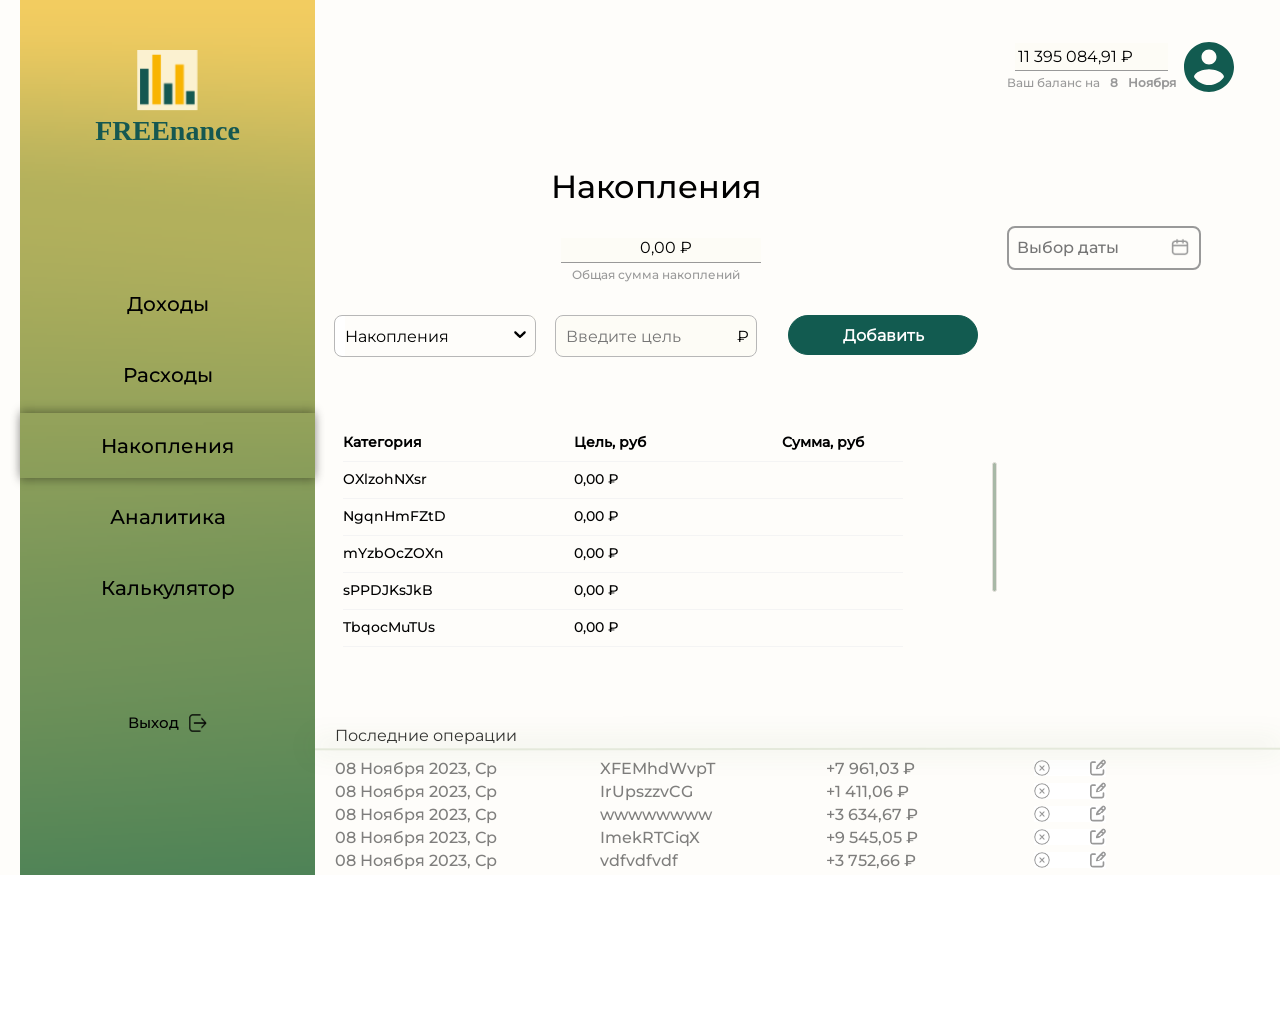 FREEnance
Доходы
Расходы
Накопления
Аналитика
Калькулятор
Выход
11 395 084,91 ₽
Ваш баланс на 8 Ноября
Накопления
0,00 ₽
Общая сумма накоплений
Выбор даты
Накопления
Введите цель ₽
Добавить
Категория Цель, руб Сумма, руб
OXlzohNXsr 0,00 ₽
NgqnHmFZtD 0,00 ₽
mYzbOcZOXn 0,00 ₽
sPPDJKsJkB 0,00 ₽
TbqocMuTUs 0,00 ₽
Последние операции
08 Ноября 2023, Ср XFEMhdWvpT +7 961,03 ₽
08 Ноября 2023, Ср IrUpszzvCG +1 411,06 ₽
08 Ноября 2023, Ср wwwwwwww +3 634,67 ₽
08 Ноября 2023, Ср ImekRTCiqX +9 545,05 ₽
08 Ноября 2023, Ср vdfvdfvdf +3 752,66 ₽